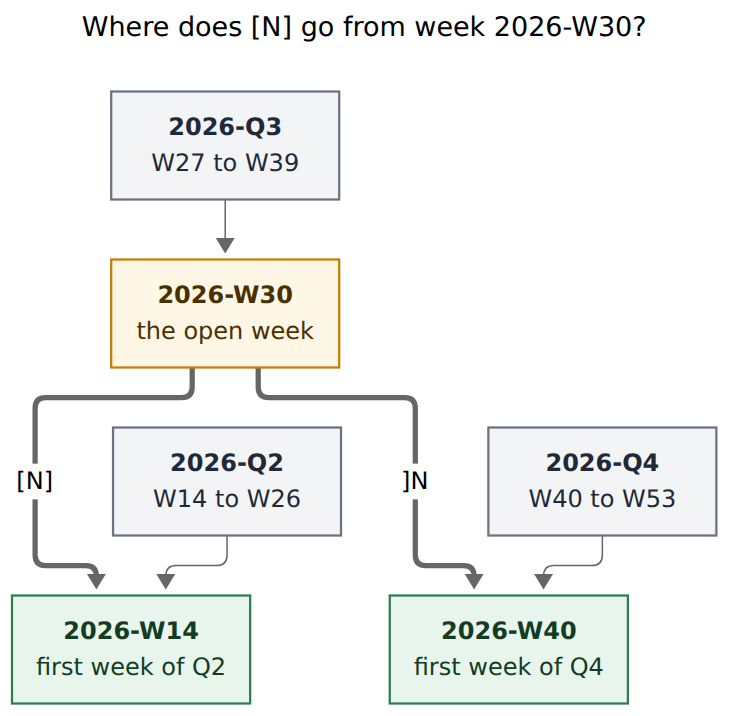 Where does [N] go from week 2026-W30?
2026-Q3
W27 to W39
2026-W30
the open week
2026-Q2
W14 to W26
2026-Q4
W40 to W53
[N]
]N
2026-W14
first week of Q2
2026-W40
first week of Q4